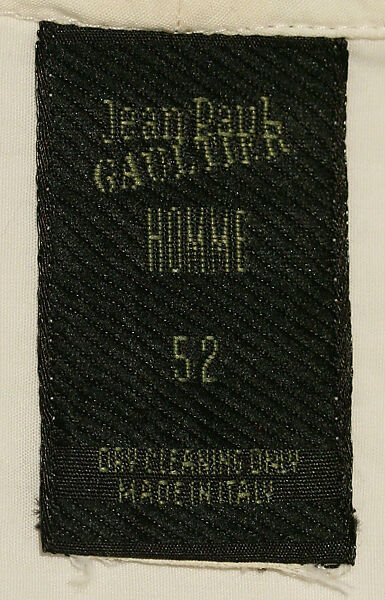 Jean Paul
GAULTIER
HOMME
52
DRY CLEANING ONLY
MADE IN ITALY